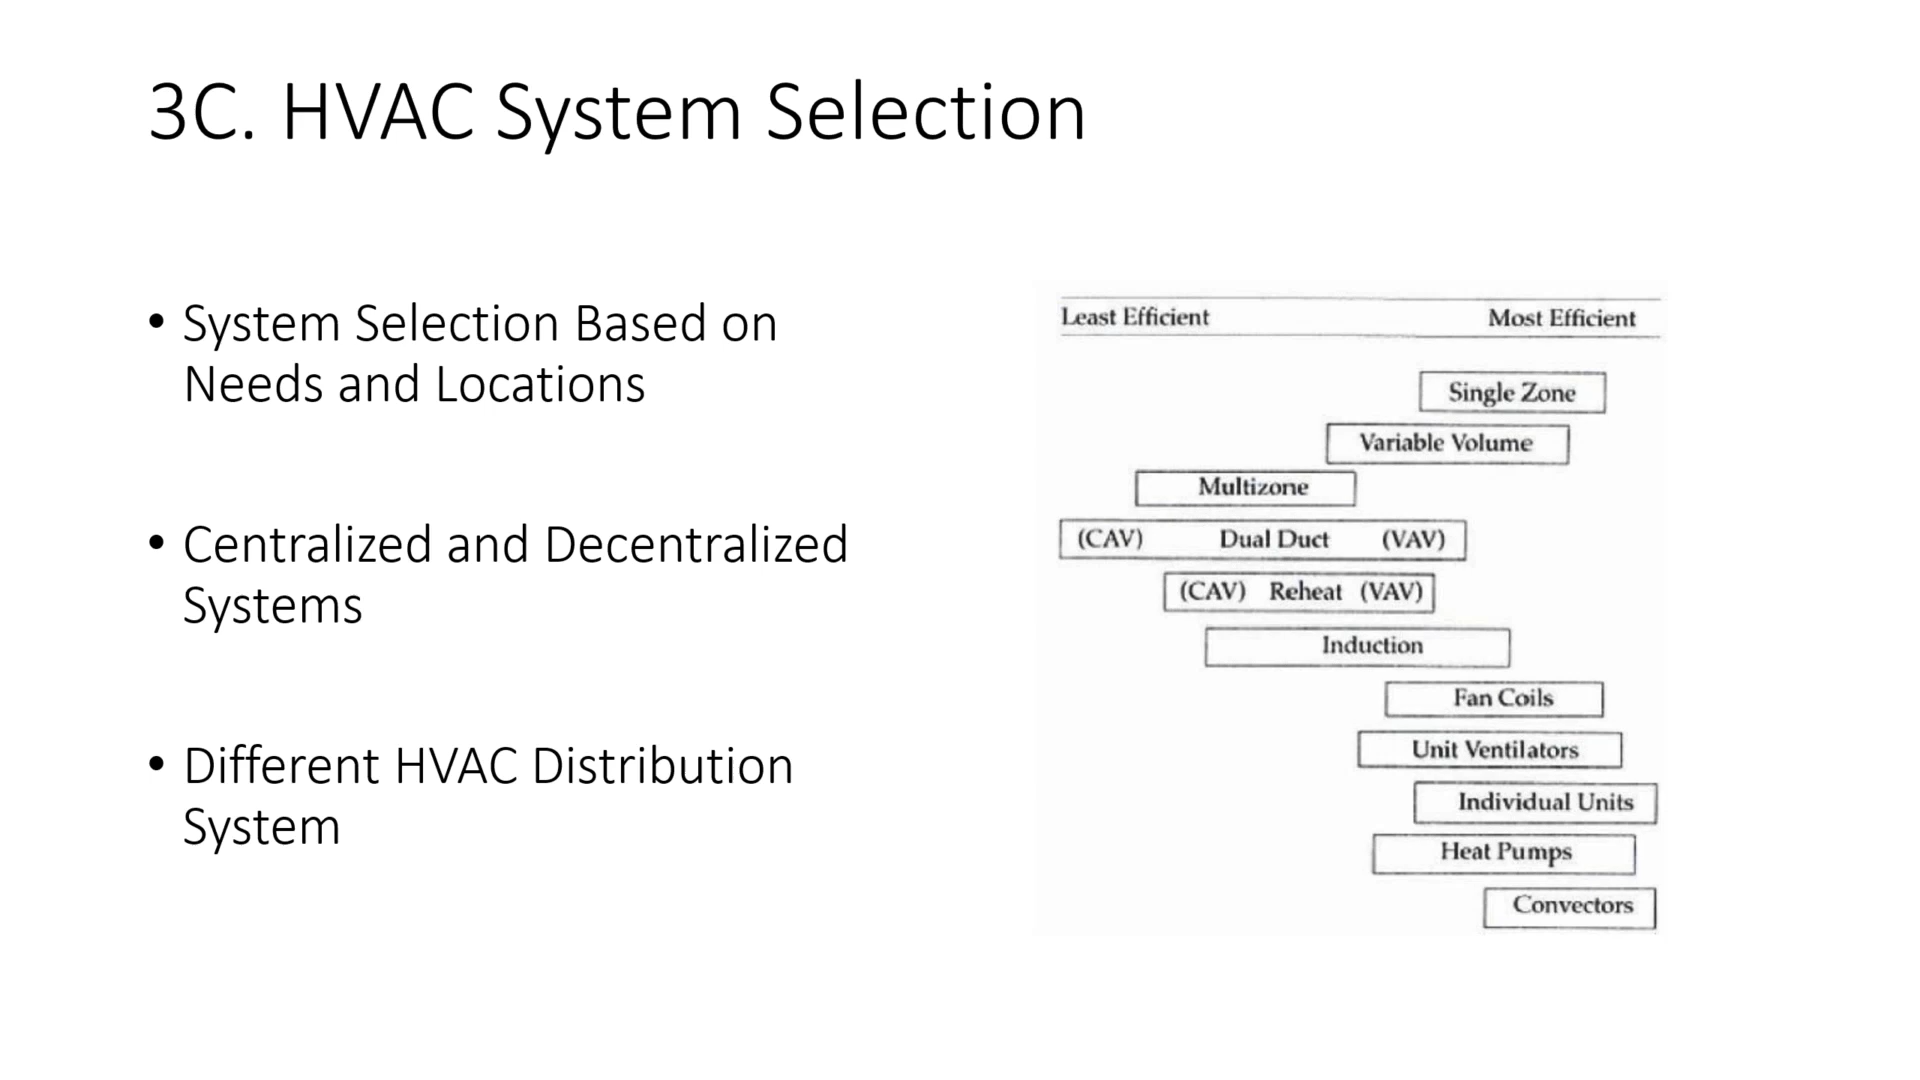 3C. HVAC System Selection
• System Selection Based on
Needs and Locations
• Centralized and Decentralized
Systems
• Different HVAC Distribution
System
Least Efficient Most Efficient
Single Zone
Variable Volume
Multizone
(CAV) Dual Duct (VAV)
(CAV) Reheat (VAV)
Induction
Fan Coils
Unit Ventilators
Individual Units
Heat Pumps
Convectors